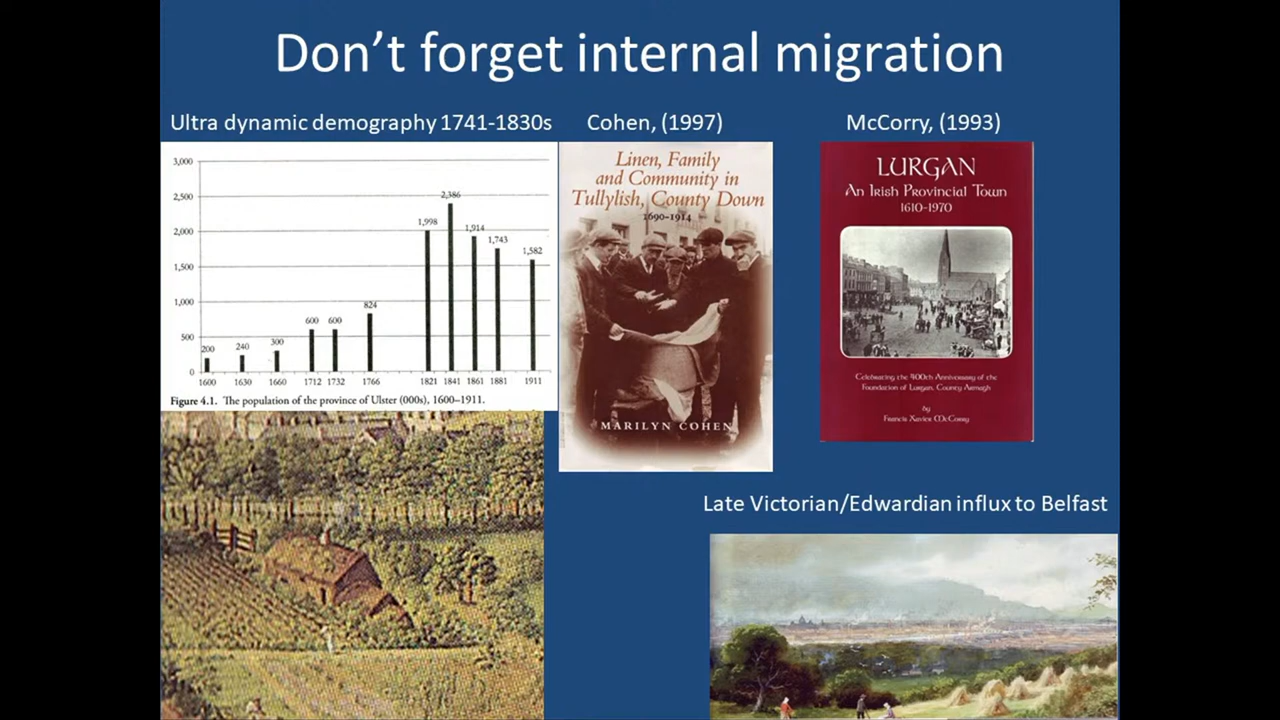 Don’t forget internal migration
Ultra dynamic demography 1741-1830s
3,000
2,500
2,000
1,500
1,000
500
0
200
240
300
600
600
824
1,998
2,386
1,914
1,743
1,582
1600
1630
1660
1712
1732
1766
1821
1841
1861
1881
1911
Figure 4.1. The population of the province of Ulster (000s), 1600–1911.
Cohen, (1997)
Linen, Family
and Community in
Tullylish, County Down
1690–1914
MARILYN COHEN
McCorry, (1993)
LURGAN
An Irish Provincial Town
1610-1970
Celebrating the 400th Anniversary of the
Foundation of Lurgan, County Armagh
by
Francis Xavier McCorry
Late Victorian/Edwardian influx to Belfast